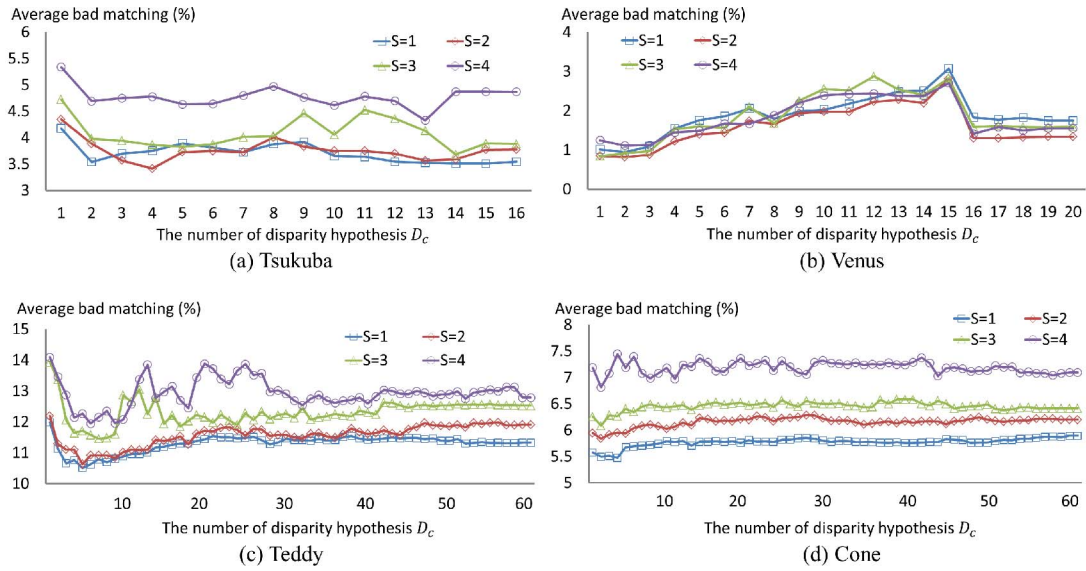 Average bad matching (%)
6
5.5
5
4.5
4
3.5
3
S=1
S=2
S=3
S=4
1 2 3 4 5 6 7 8 9 10 11 12 13 14 15 16
The number of disparity hypothesis D_c
(a) Tsukuba
Average bad matching (%)
4
3
2
1
0
S=1
S=2
S=3
S=4
1 2 3 4 5 6 7 8 9 10 11 12 13 14 15 16 17 18 19 20
The number of disparity hypothesis D_c
(b) Venus
Average bad matching (%)
15
14
13
12
11
10
S=1
S=2
S=3
S=4
10 20 30 40 50 60
The number of disparity hypothesis D_c
(c) Teddy
Average bad matching (%)
8
7.5
7
6.5
6
5.5
5
S=1
S=2
S=3
S=4
10 20 30 40 50 60
The number of disparity hypothesis D_c
(d) Cone